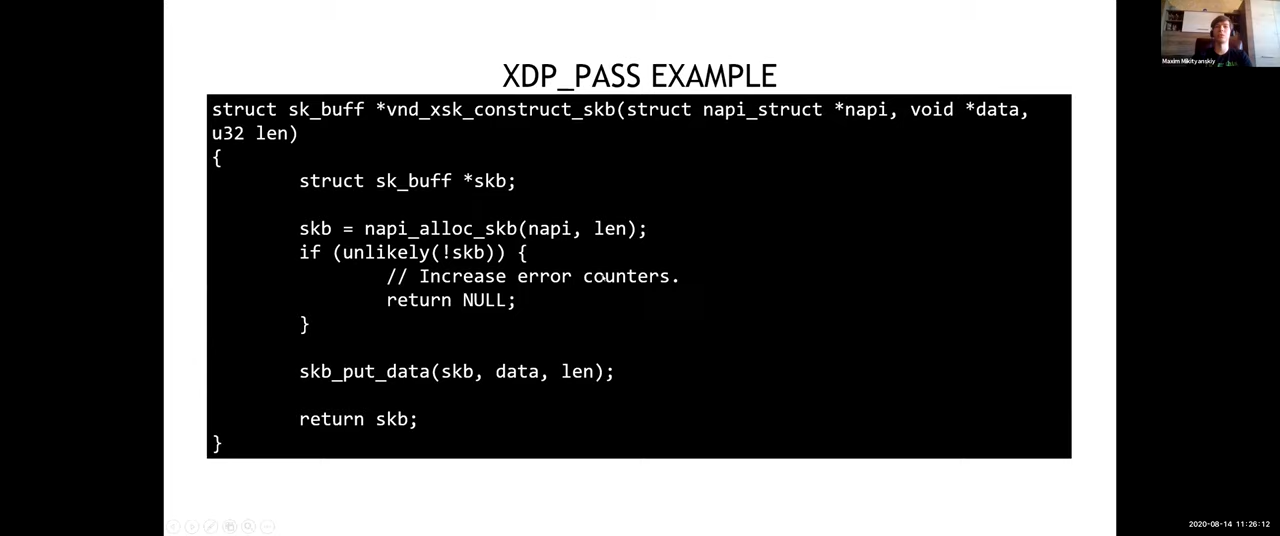 XDP_PASS EXAMPLE
struct sk_buff *vnd_xsk_construct_skb(struct napi_struct *napi, void *data,
u32 len)
{
struct sk_buff *skb;
skb = napi_alloc_skb(napi, len);
if (unlikely(!skb)) {
// Increase error counters.
return NULL;
}
skb_put_data(skb, data, len);
return skb;
}
Maxim Mikityanskiy
2020-08-14 11:26:12